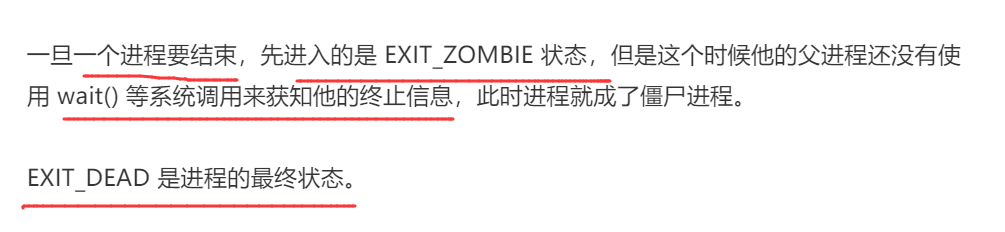 一旦一个进程要结束，先进入的是 EXIT_ZOMBIE 状态，但是这个时候他的父进程还没有使
用 wait() 等系统调用来获知他的终止信息，此时进程就成了僵尸进程。
EXIT_DEAD 是进程的最终状态。